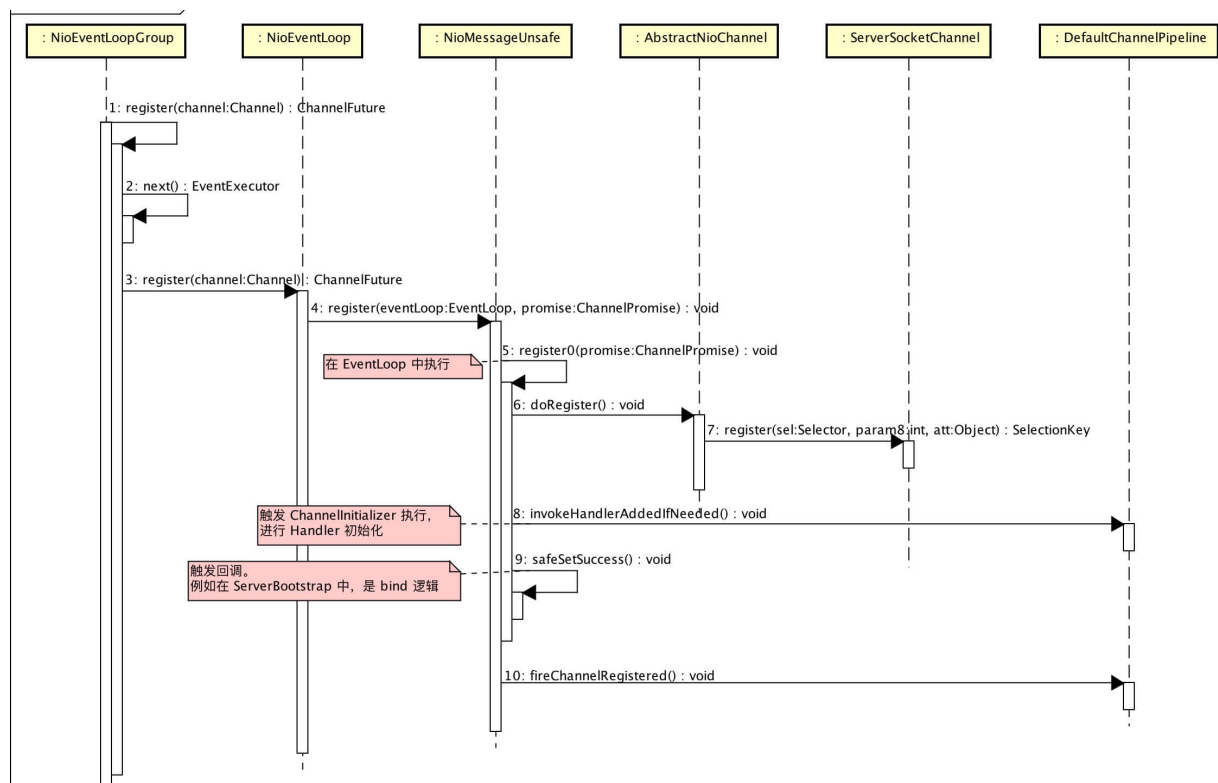 : NioEventLoopGroup
: NioEventLoop
: NioMessageUnsafe
: AbstractNioChannel
: ServerSocketChannel
: DefaultChannelPipeline
1: register(channel:Channel) : ChannelFuture
2: next() : EventExecutor
3: register(channel:Channel) : ChannelFuture
4: register(eventLoop:EventLoop, promise:ChannelPromise) : void
5: register0(promise:ChannelPromise) : void
在 EventLoop 中执行
6: doRegister() : void
7: register(sel:Selector, param8:int, att:Object) : SelectionKey
触发 ChannelInitializer 执行，
进行 Handler 初始化
8: invokeHandlerAddedIfNeeded() : void
9: safeSetSuccess() : void
触发回调。
例如在 ServerBootstrap 中，是 bind 逻辑
10: fireChannelRegistered() : void